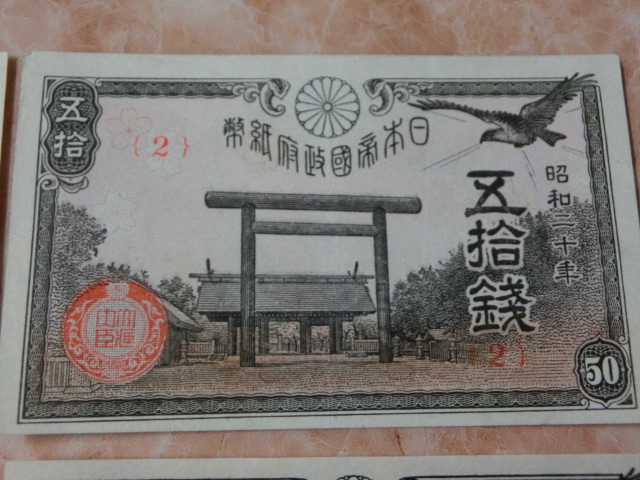 五拾
{2}
日本帝國政府紙幣
昭和二十年
五拾錢
{2}
50